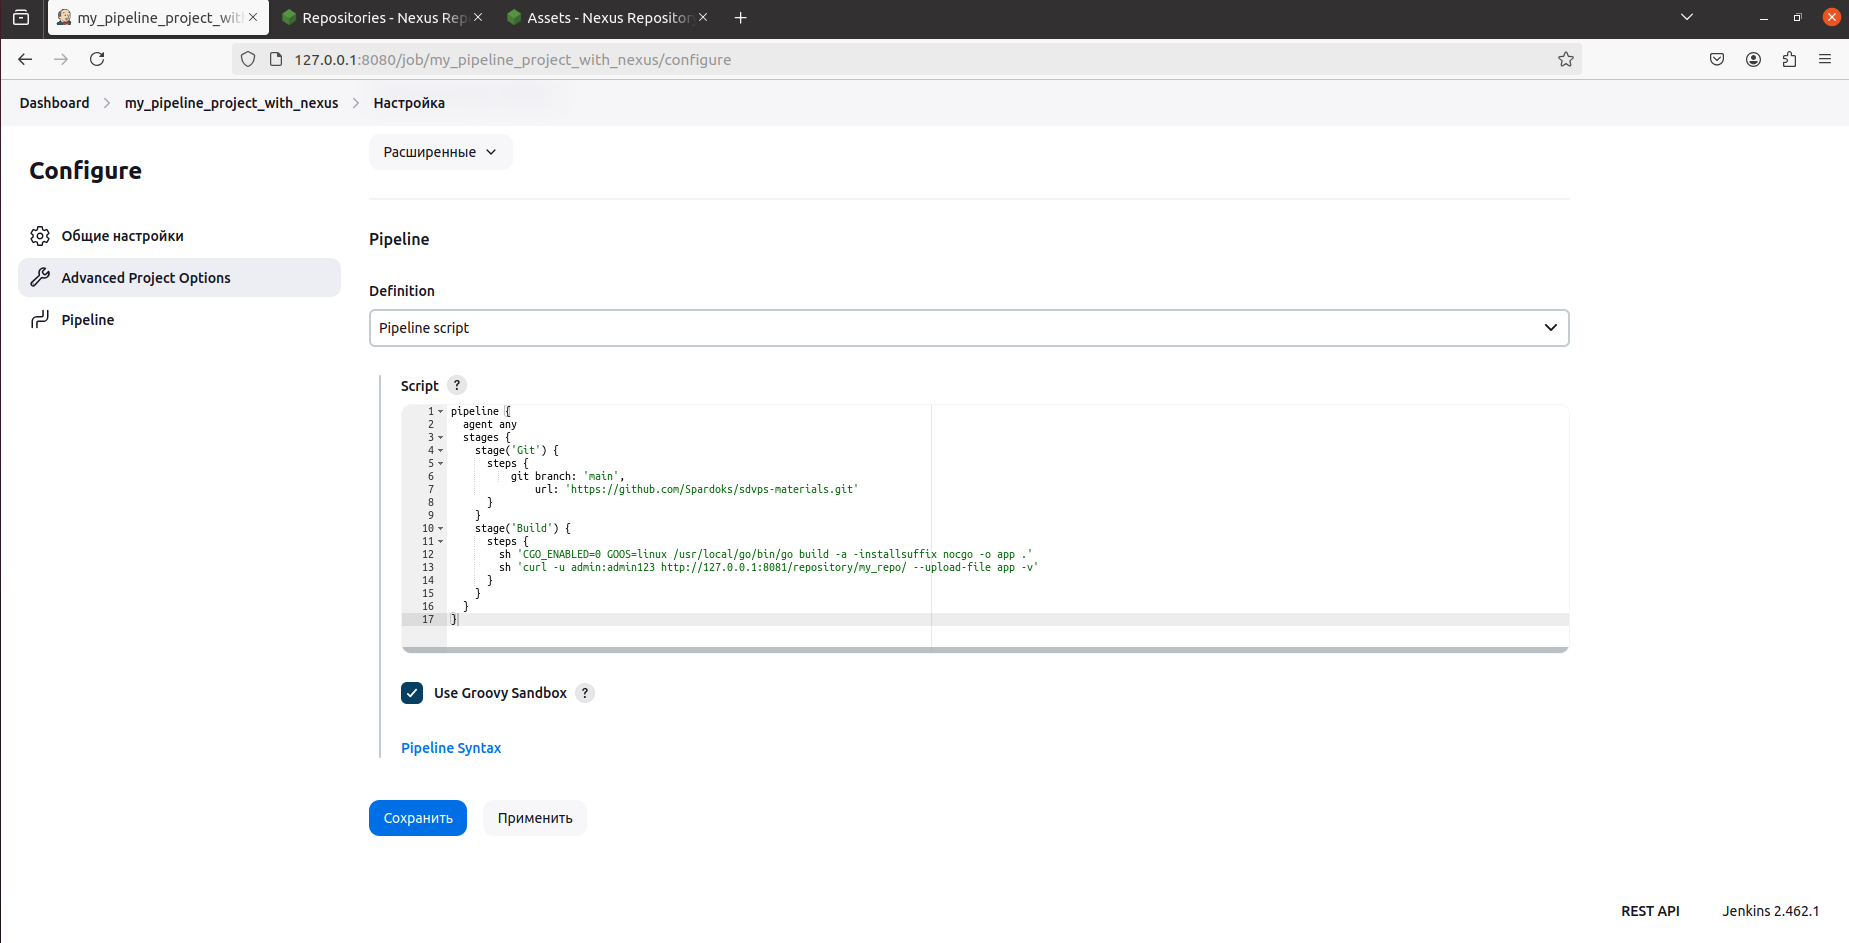 my_pipeline_project_wit
Repositories - Nexus Rep
Assets - Nexus Repositor
127.0.0.1:8080/job/my_pipeline_project_with_nexus/configure
Dashboard
my_pipeline_project_with_nexus
Настройка
Configure
Общие настройки
Advanced Project Options
Pipeline
Расширенные
Pipeline
Definition
Pipeline script
Script ?
1 pipeline {
2   agent any
3   stages {
4     stage('Git') {
5       steps {
6           git branch: 'main',
7               url: 'https://github.com/Spardoks/sdvps-materials.git'
8       }
9     }
10     stage('Build') {
11       steps {
12         sh 'CGO_ENABLED=0 GOOS=linux /usr/local/go/bin/go build -a -installsuffix nocgo -o app .'
13         sh 'curl -u admin:admin123 http://127.0.0.1:8081/repository/my_repo/ --upload-file app -v'
14       }
15     }
16   }
17 }
Use Groovy Sandbox ?
Pipeline Syntax
Сохранить
Применить
REST API
Jenkins 2.462.1